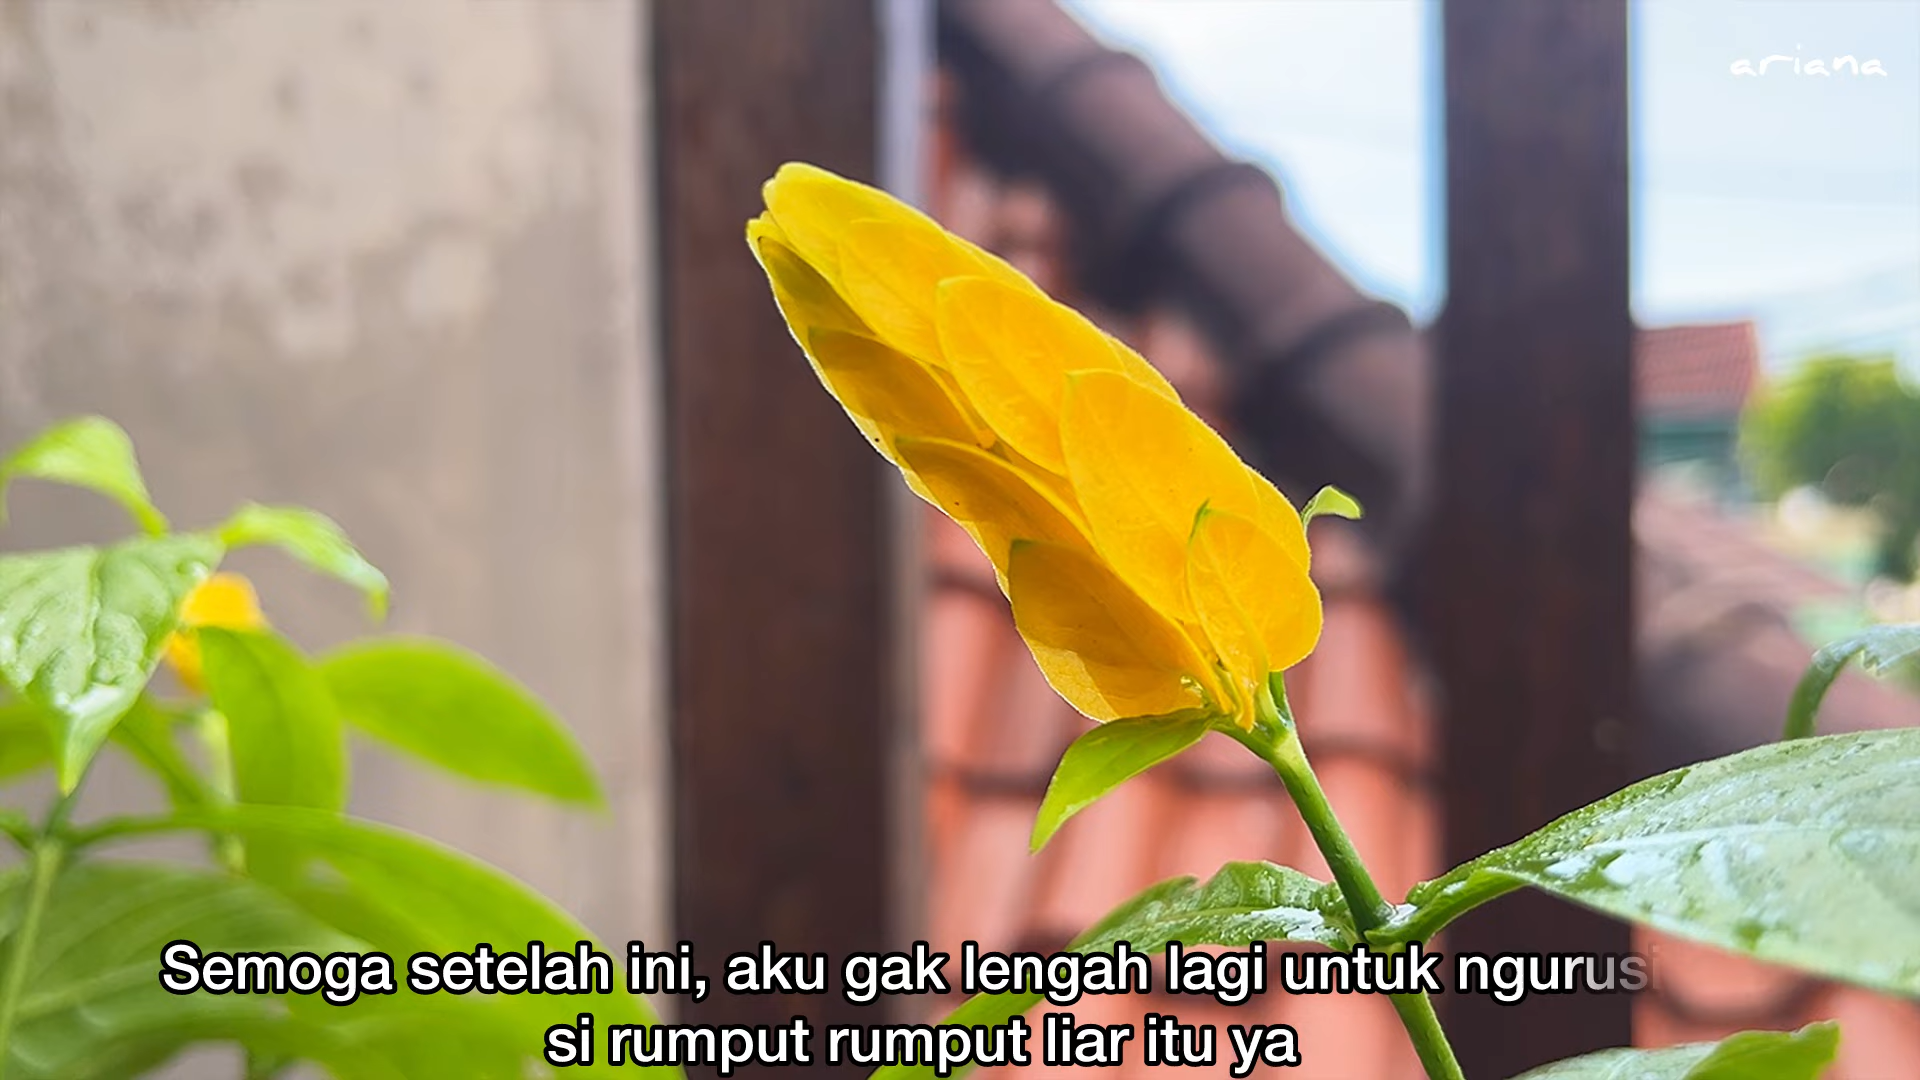 ariana
Semoga setelah ini, aku gak lengah lagi untuk ngurusi
si rumput rumput liar itu ya